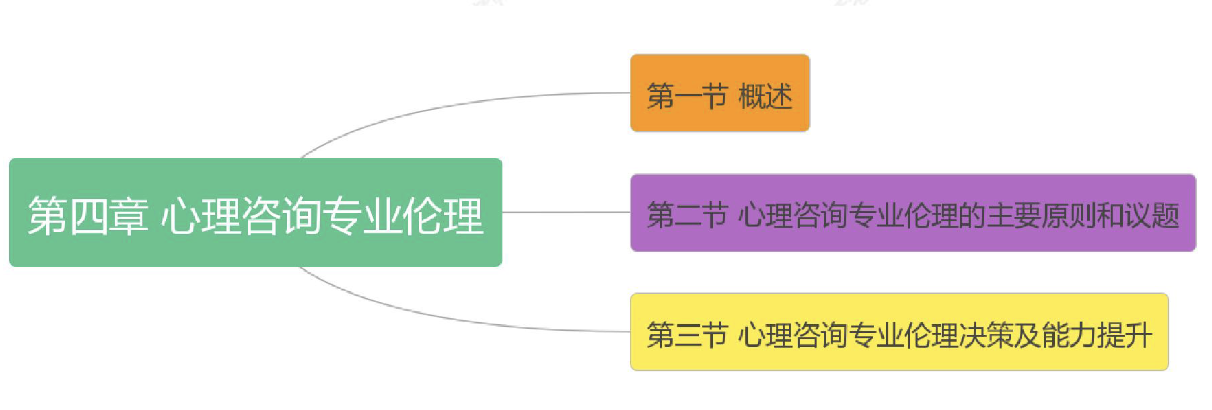 第一节 概述
第四章 心理咨询专业伦理
第二节 心理咨询专业伦理的主要原则和议题
第三节 心理咨询专业伦理决策及能力提升